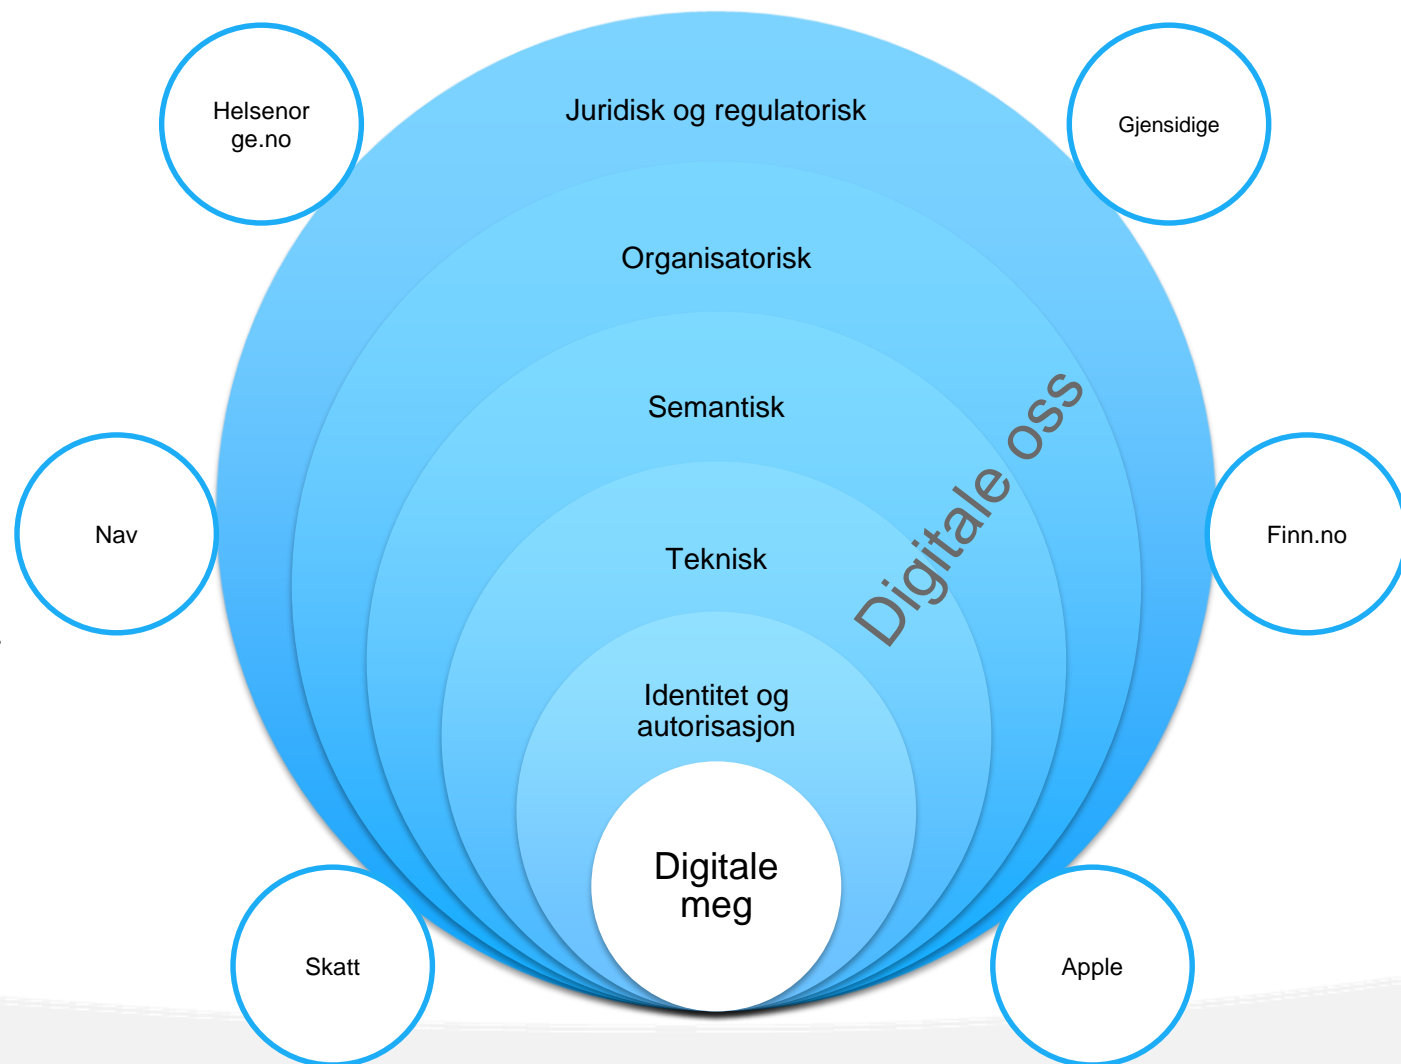 Helsenor
ge.no
Juridisk og regulatorisk
Gjensidige
Organisatorisk
Semantisk
Digitale oss
Nav
Teknisk
Finn.no
Identitet og
autorisasjon
Digitale
meg
Skatt
Apple